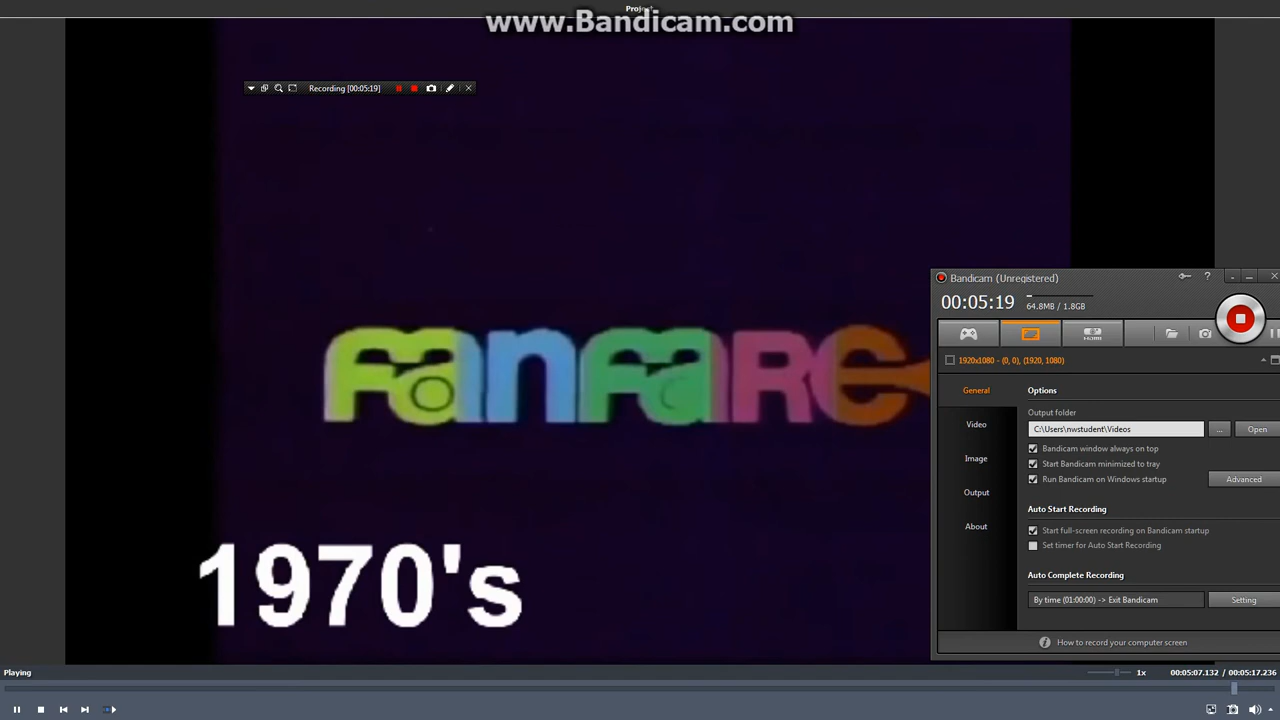 Project
www.Bandicam.com
Recording [00:05:19]
FanFaRe
1970's
Bandicam (Unregistered)
00:05:19
64.8MB / 1.8GB
HDMI
1920x1080 - (0, 0), (1920, 1080)
General
Video
Image
Output
About
Options
Output folder
C:\Users\nwstudent\Videos
...
Open
Bandicam window always on top
Start Bandicam minimized to tray
Run Bandicam on Windows startup
Advanced
Auto Start Recording
Start full-screen recording on Bandicam startup
Set timer for Auto Start Recording
Auto Complete Recording
By time (01:00:00) -> Exit Bandicam
Setting
How to record your computer screen
Playing
1x
00:05:07.132 / 00:05:17.236